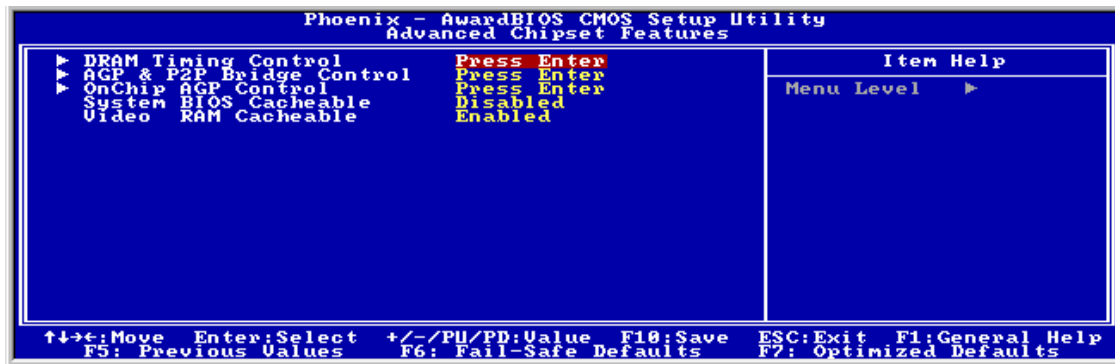 Phoenix - AwardBIOS CMOS Setup Utility
Advanced Chipset Features
► DRAM Timing Control Press Enter
► AGP & P2P Bridge Control Press Enter
► OnChip AGP Control Press Enter
System BIOS Cacheable Disabled
Video RAM Cacheable Enabled
Item Help
Menu Level ►
↑↓→←:Move Enter:Select +/-/PU/PD:Value F10:Save ESC:Exit F1:General Help
F5: Previous Values F6: Fail-Safe Defaults F7: Optimized Defaults